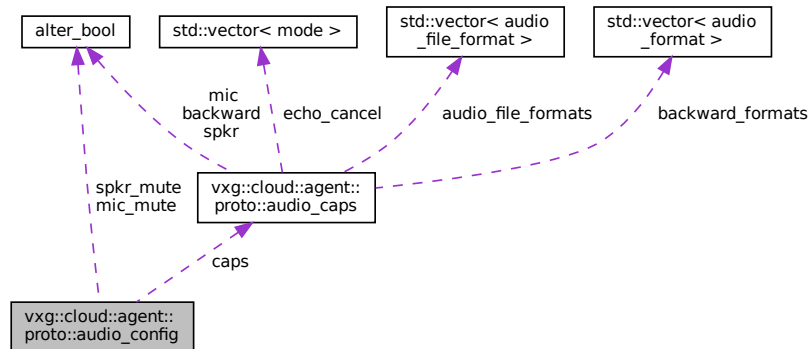 alter_bool
std::vector< mode >
std::vector< audio
_file_format >
std::vector< audio
_format >
mic
backward
spkr
echo_cancel
audio_file_formats
backward_formats
spkr_mute
mic_mute
vxg::cloud::agent::
proto::audio_caps
caps
vxg::cloud::agent::
proto::audio_config